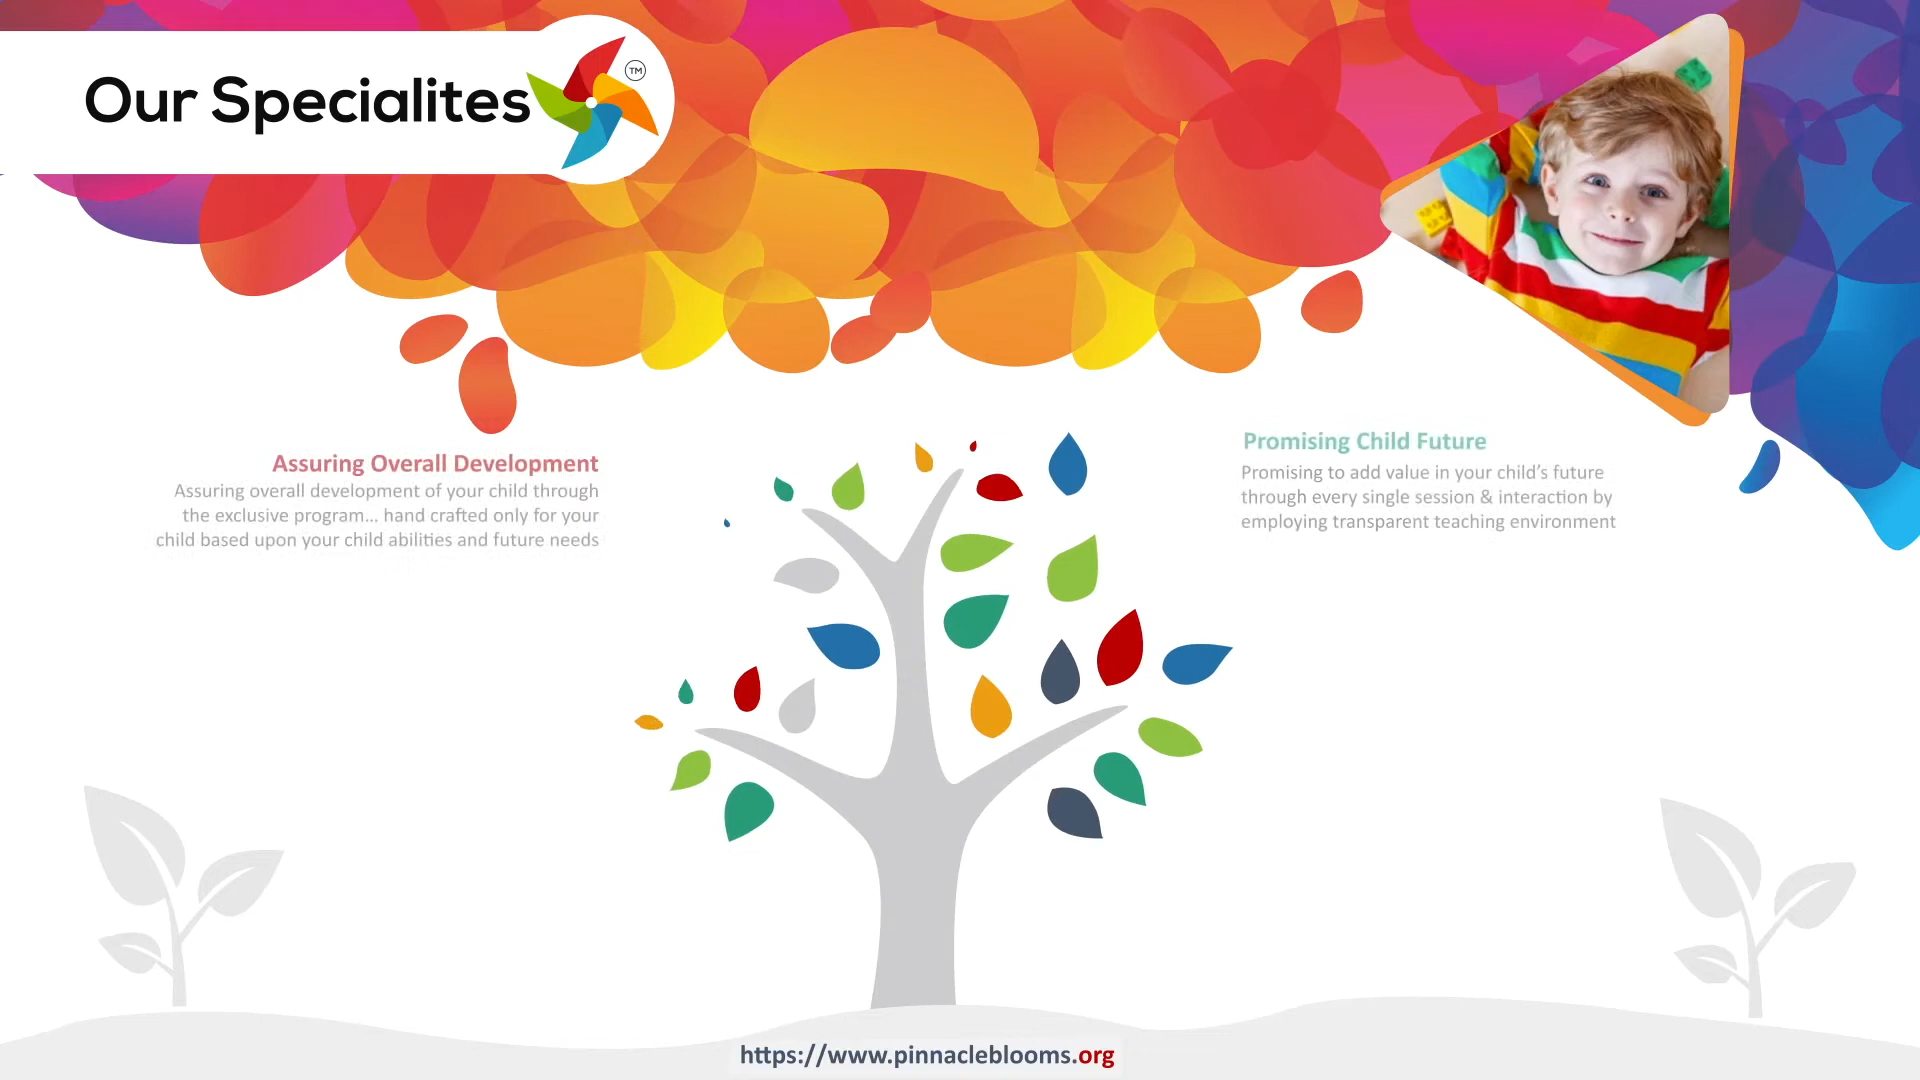 Our Specialites
TM
Assuring Overall Development
Assuring overall development of your child through
the exclusive program... hand crafted only for your
child based upon your child abilities and future needs
Promising Child Future
Promising to add value in your child's future
through every single session & interaction by
employing transparent teaching environment
https://www.pinnacleblooms.org